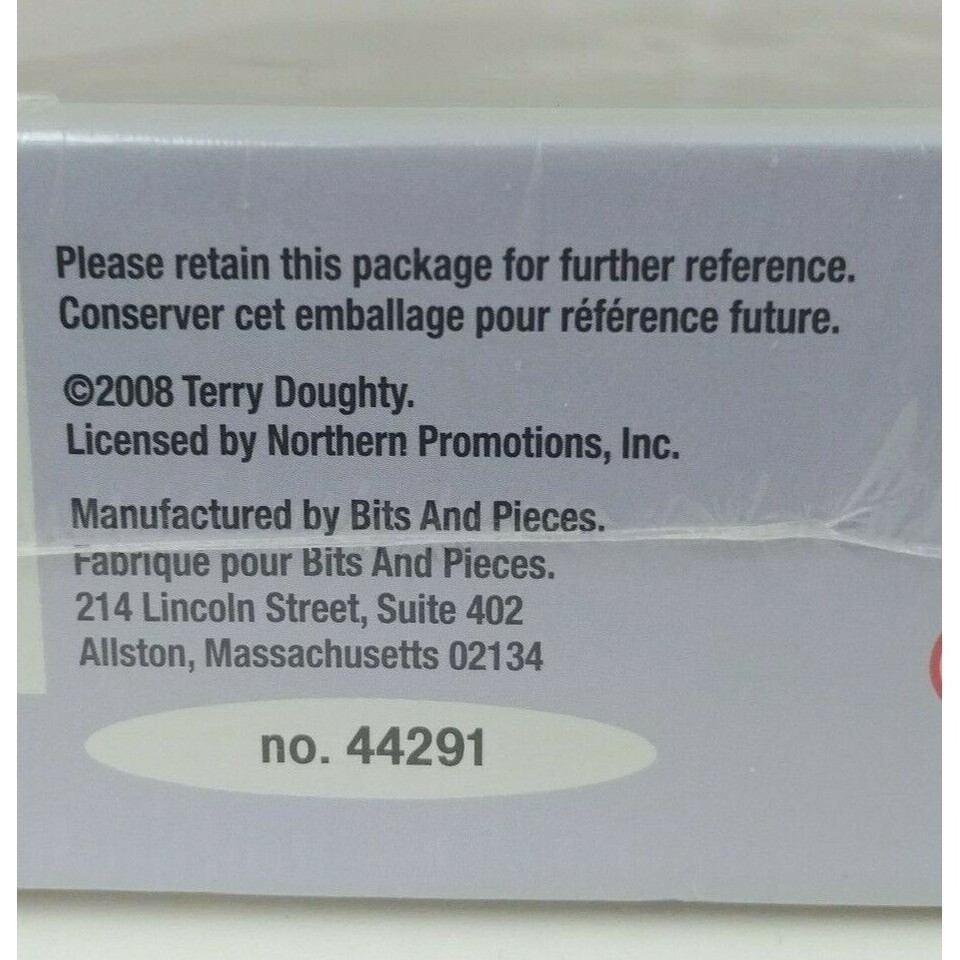 Please retain this package for further reference.
Conserver cet emballage pour référence future.
©2008 Terry Doughty.
Licensed by Northern Promotions, Inc.
Manufactured by Bits And Pieces.
Fabrique pour Bits And Pieces.
214 Lincoln Street, Suite 402
Allston, Massachusetts 02134
no. 44291